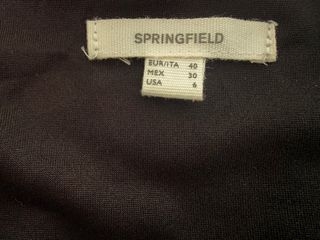 SPRINGFIELD
EUR/ITA 40
MEX 30
USA 6